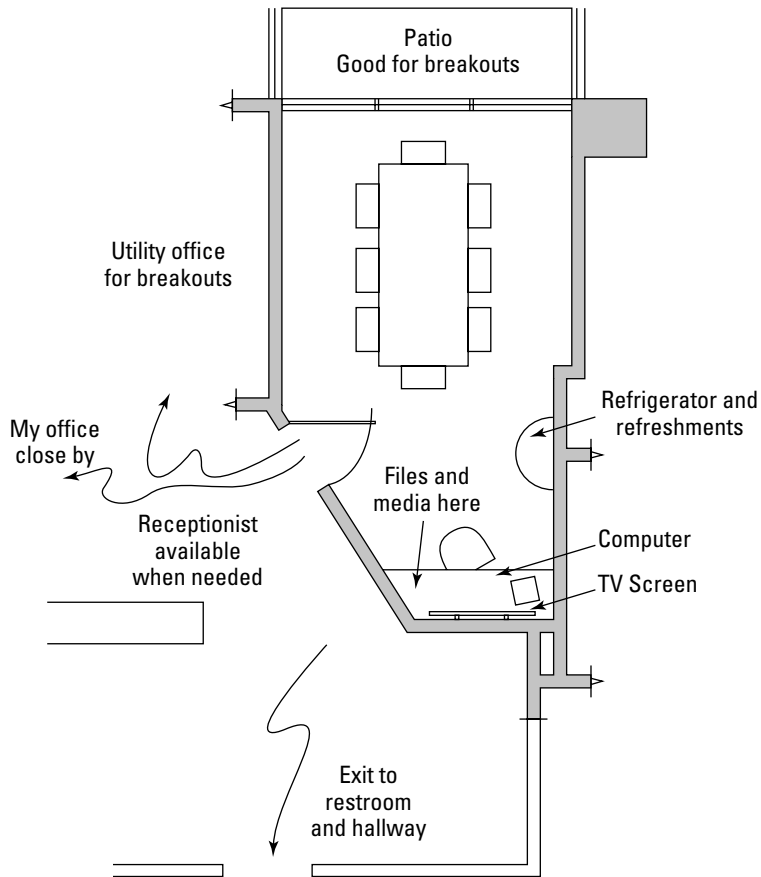 Patio
Good for breakouts
Utility office
for breakouts
My office
close by
Refrigerator and
refreshments
Files and
media here
Receptionist
available
when needed
Computer
TV Screen
Exit to
restroom
and hallway